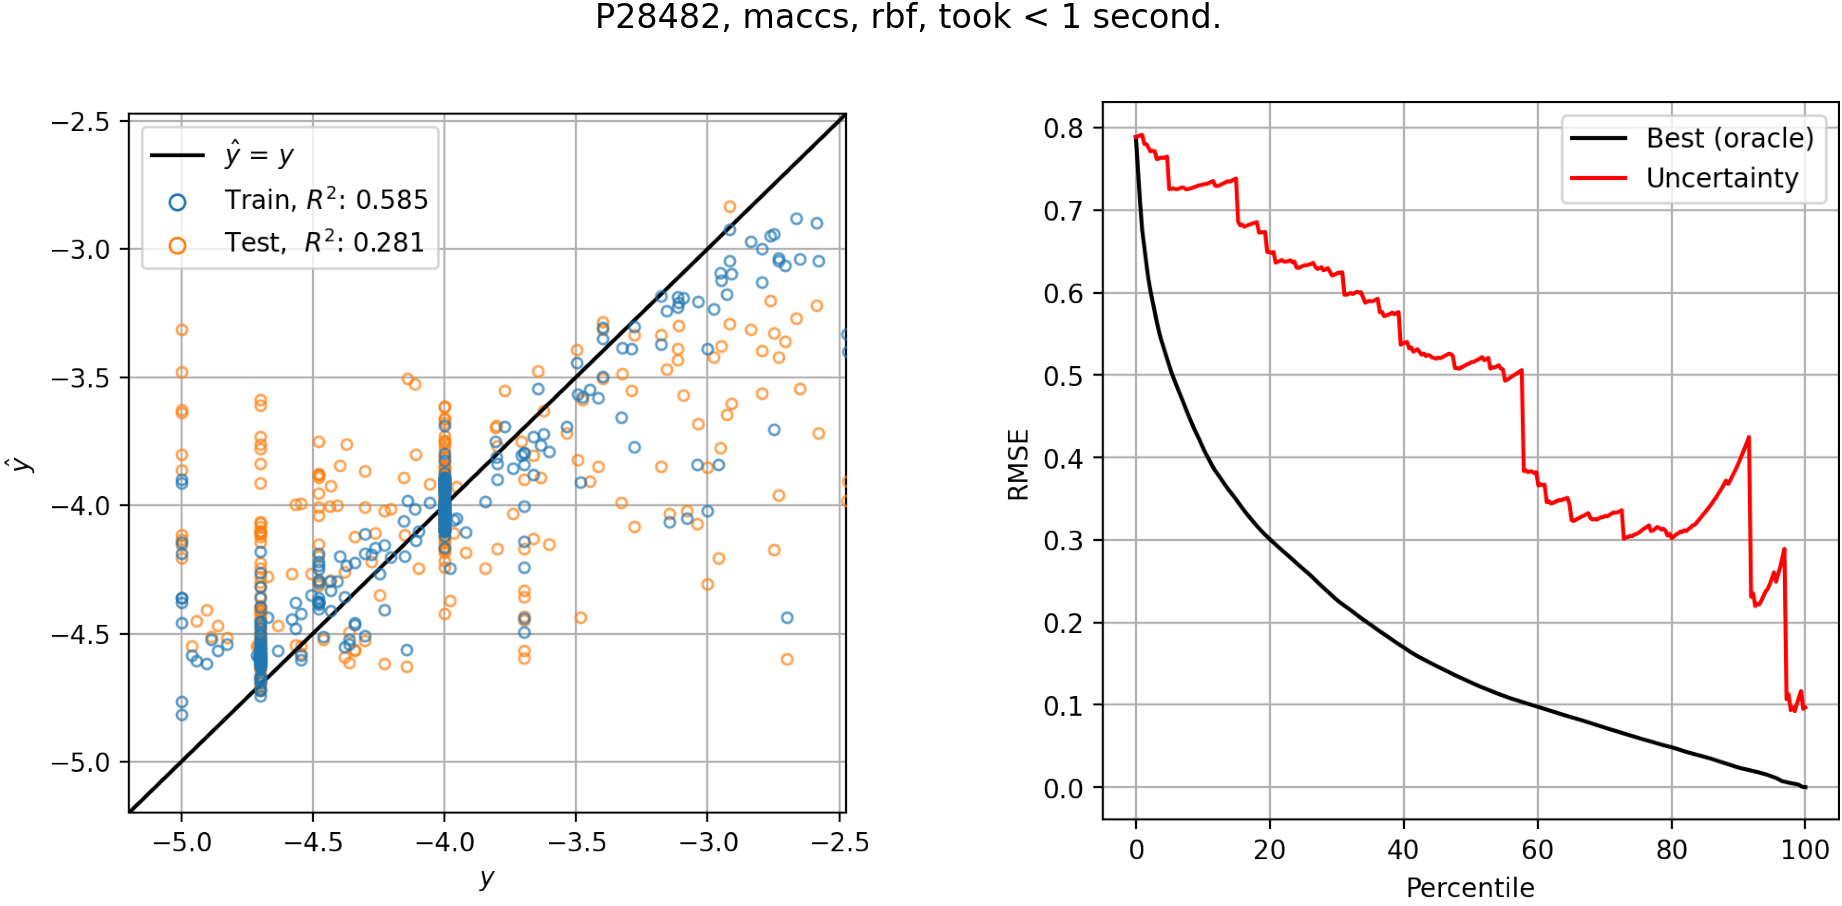 P28482, maccs, rbf, took < 1 second.
ŷ = y
Train, R²: 0.585
Test, R²: 0.281
−2.5
−3.0
−3.5
−4.0
−4.5
−5.0
ŷ
−5.0 −4.5 −4.0 −3.5 −3.0 −2.5
y
Best (oracle)
Uncertainty
0.8
0.7
0.6
0.5
0.4
0.3
0.2
0.1
0.0
RMSE
0 20 40 60 80 100
Percentile